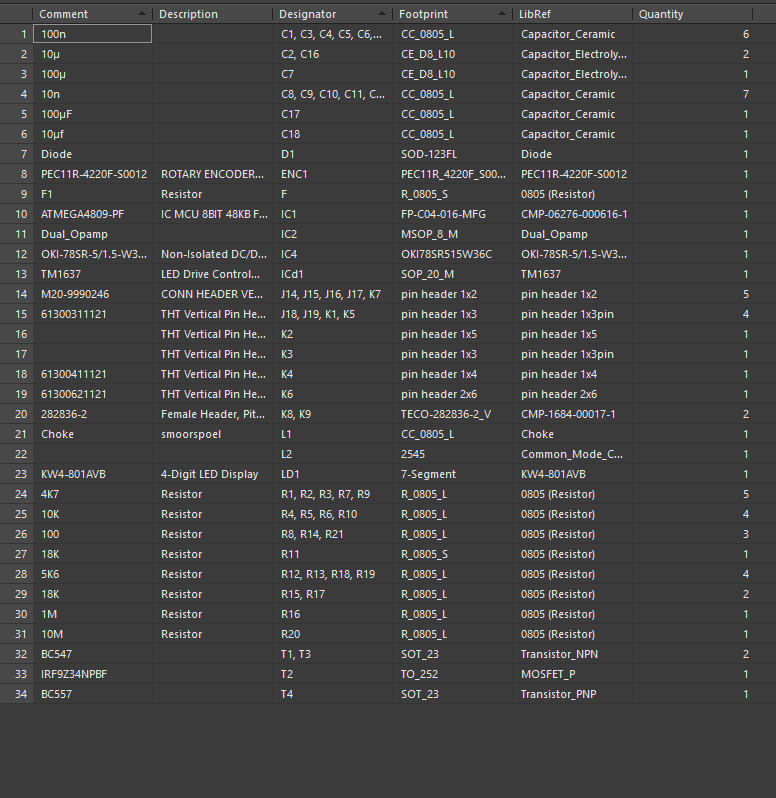 Comment Description Designator Footprint LibRef Quantity
1 100n C1, C3, C4, C5, C6,... CC_0805_L Capacitor_Ceramic 6
2 10µ C2, C16 CE_D8_L10 Capacitor_Electroly... 2
3 100µ C7 CE_D8_L10 Capacitor_Electroly... 1
4 10n C8, C9, C10, C11, C... CC_0805_L Capacitor_Ceramic 7
5 100µF C17 CC_0805_L Capacitor_Ceramic 1
6 10µf C18 CC_0805_L Capacitor_Ceramic 1
7 Diode D1 SOD-123FL Diode 1
8 PEC11R-4220F-S0012 ROTARY ENCODER... ENC1 PEC11R_4220F_S00... PEC11R-4220F-S0012 1
9 F1 Resistor F R_0805_S 0805 (Resistor) 1
10 ATMEGA4809-PF IC MCU 8BIT 48KB F... IC1 FP-C04-016-MFG CMP-06276-000616-1 1
11 Dual_Opamp IC2 MSOP_8_M Dual_Opamp 1
12 OKI-78SR-5/1.5-W3... Non-Isolated DC/D... IC4 OKI78SR515W36C OKI-78SR-5/1.5-W3... 1
13 TM1637 LED Drive Control... ICd1 SOP_20_M TM1637 1
14 M20-9990246 CONN HEADER VE... J14, J15, J16, J17, K7 pin header 1x2 pin header 1x2 5
15 61300311121 THT Vertical Pin He... J18, J19, K1, K5 pin header 1x3 pin header 1x3pin 4
16 THT Vertical Pin He... K2 pin header 1x5 pin header 1x5 1
17 THT Vertical Pin He... K3 pin header 1x3 pin header 1x3pin 1
18 61300411121 THT Vertical Pin He... K4 pin header 1x4 pin header 1x4 1
19 61300621121 THT Vertical Pin He... K6 pin header 2x6 pin header 2x6 1
20 282836-2 Female Header, Pit... K8, K9 TECO-282836-2_V CMP-1684-00017-1 2
21 Choke smoorspoel L1 CC_0805_L Choke 1
22 L2 2545 Common_Mode_C... 1
23 KW4-801AVB 4-Digit LED Display LD1 7-Segment KW4-801AVB 1
24 4K7 Resistor R1, R2, R3, R7, R9 R_0805_L 0805 (Resistor) 5
25 10K Resistor R4, R5, R6, R10 R_0805_L 0805 (Resistor) 4
26 100 Resistor R8, R14, R21 R_0805_L 0805 (Resistor) 3
27 18K Resistor R11 R_0805_S 0805 (Resistor) 1
28 5K6 Resistor R12, R13, R18, R19 R_0805_L 0805 (Resistor) 4
29 18K Resistor R15, R17 R_0805_L 0805 (Resistor) 2
30 1M Resistor R16 R_0805_L 0805 (Resistor) 1
31 10M Resistor R20 R_0805_L 0805 (Resistor) 1
32 BC547 T1, T3 SOT_23 Transistor_NPN 2
33 IRF9Z34NPBF T2 TO_252 MOSFET_P 1
34 BC557 T4 SOT_23 Transistor_PNP 1